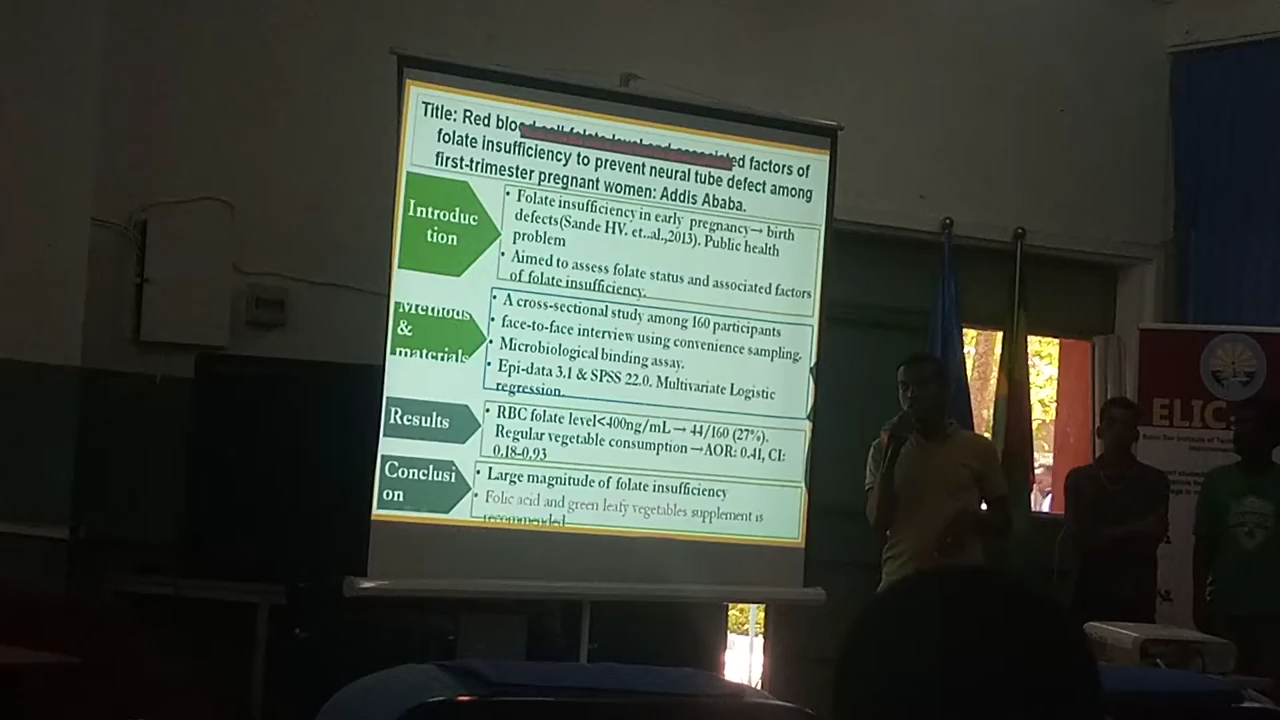 Title: Red blood cell folate level and associated factors of
folate insufficiency to prevent neural tube defect among
first-trimester pregnant women: Addis Ababa.
Introduc
tion
• Folate insufficiency in early pregnancy→ birth
defects(Sande HV. et..al.,2013). Public health
problem
• Aimed to assess folate status and associated factors
of folate insufficiency.
Methods
&
materials
• A cross-sectional study among 160 participants
• face-to-face interview using convenience sampling.
• Microbiological binding assay.
• Epi-data 3.1 & SPSS 22.0. Multivariate Logistic
regression.
Results
• RBC folate level<400ng/mL → 44/160 (27%).
Regular vegetable consumption →AOR: 0.41, CI:
0.18-0.93
Conclusi
on
• Large magnitude of folate insufficiency
• Folic acid and green leafy vegetables supplement is
recommended
ELIC